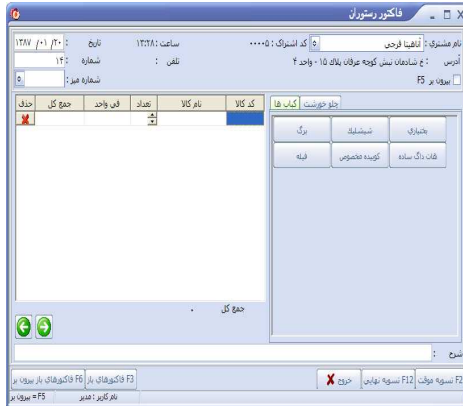 فاکتور رستوران
نام مشتری : آناهیتا فرجی کد اشتراک : ۰۰۰۰۵ ساعت : ۱۳:۲۸ تاریخ : ۱۳۸۷ /۰۱ /۲۰
آدرس : خ شادمان نبش کوچه عرفان پلاک ۱۵ - واحد ۴ تلفن : شماره : ۱۴
بیرون بر F5 شماره میز : ۰
چلو خورشت کباب ها
کد کالا نام کالا تعداد فی واحد جمع کل حذف
بختیاری شیشلیک برگ
هات داگ ساده کوبیده مخصوص فیله
جمع کل .
شرح :
F2 تسویه موقت F12 تسویه نهایی خروج F3 فاکتورهای باز F6 فاکتورهای باز بیرون بر
نام کاربر : مدیر F5 = بیرون بر